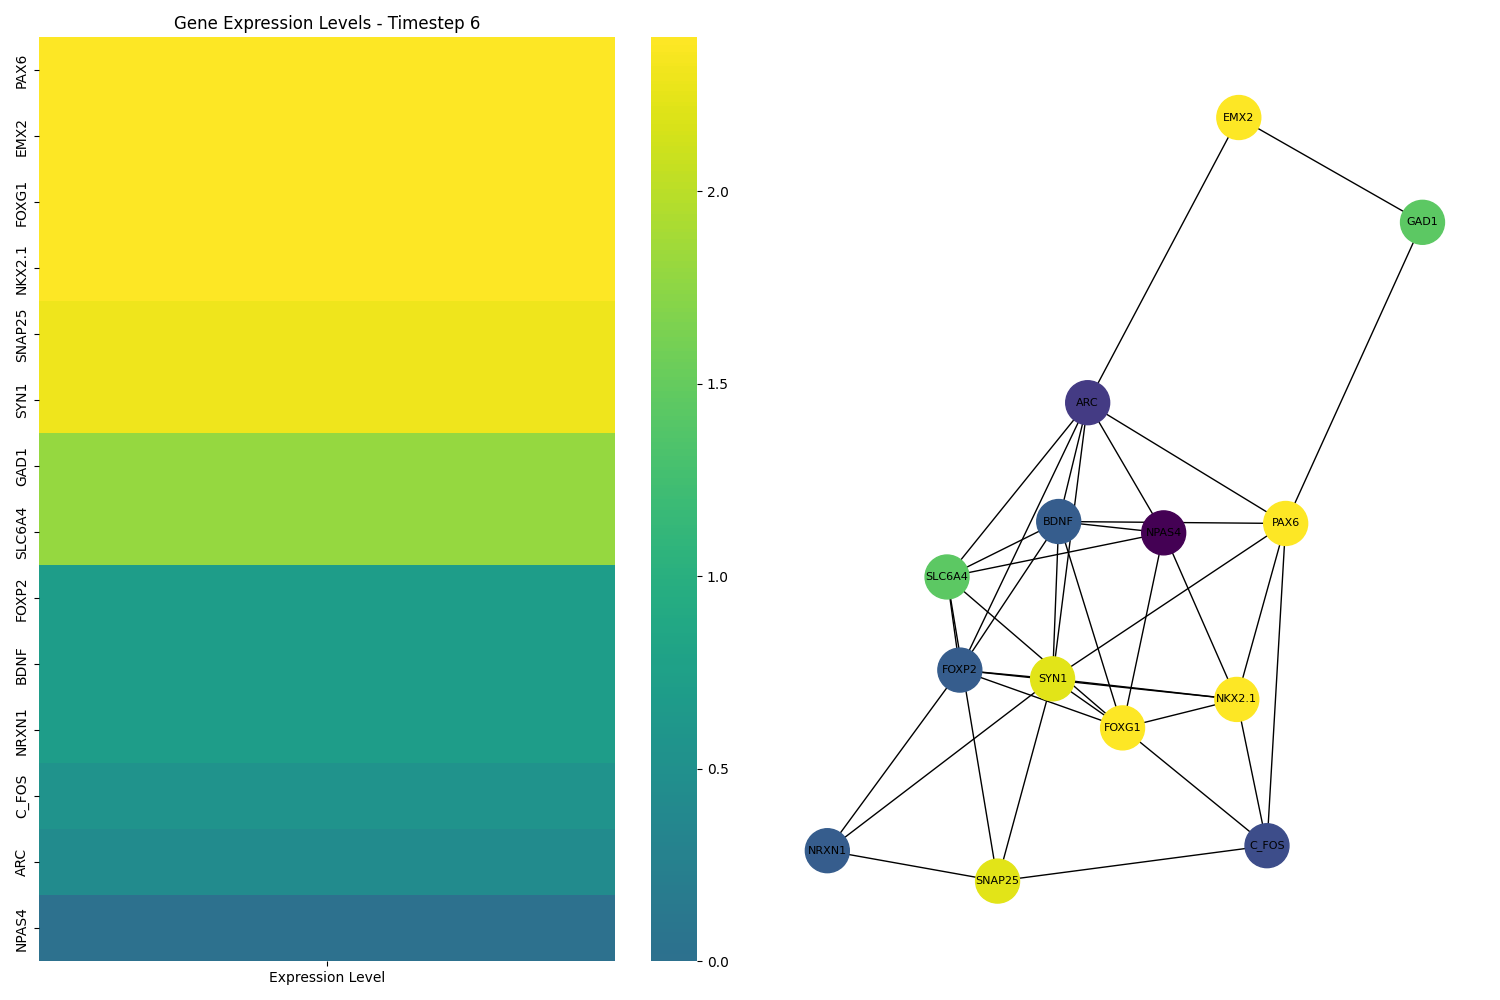 Gene Expression Levels - Timestep 6
PAX6
EMX2
FOXG1
NKX2.1
SNAP25
SYN1
GAD1
SLC6A4
FOXP2
BDNF
NRXN1
C_FOS
ARC
NPAS4
Expression Level
2.0
1.5
1.0
0.5
0.0
EMX2
GAD1
ARC
BDNF
NPAS4
PAX6
SLC6A4
FOXP2
SYN1
NKX2.1
FOXG1
NRXN1
C_FOS
SNAP25